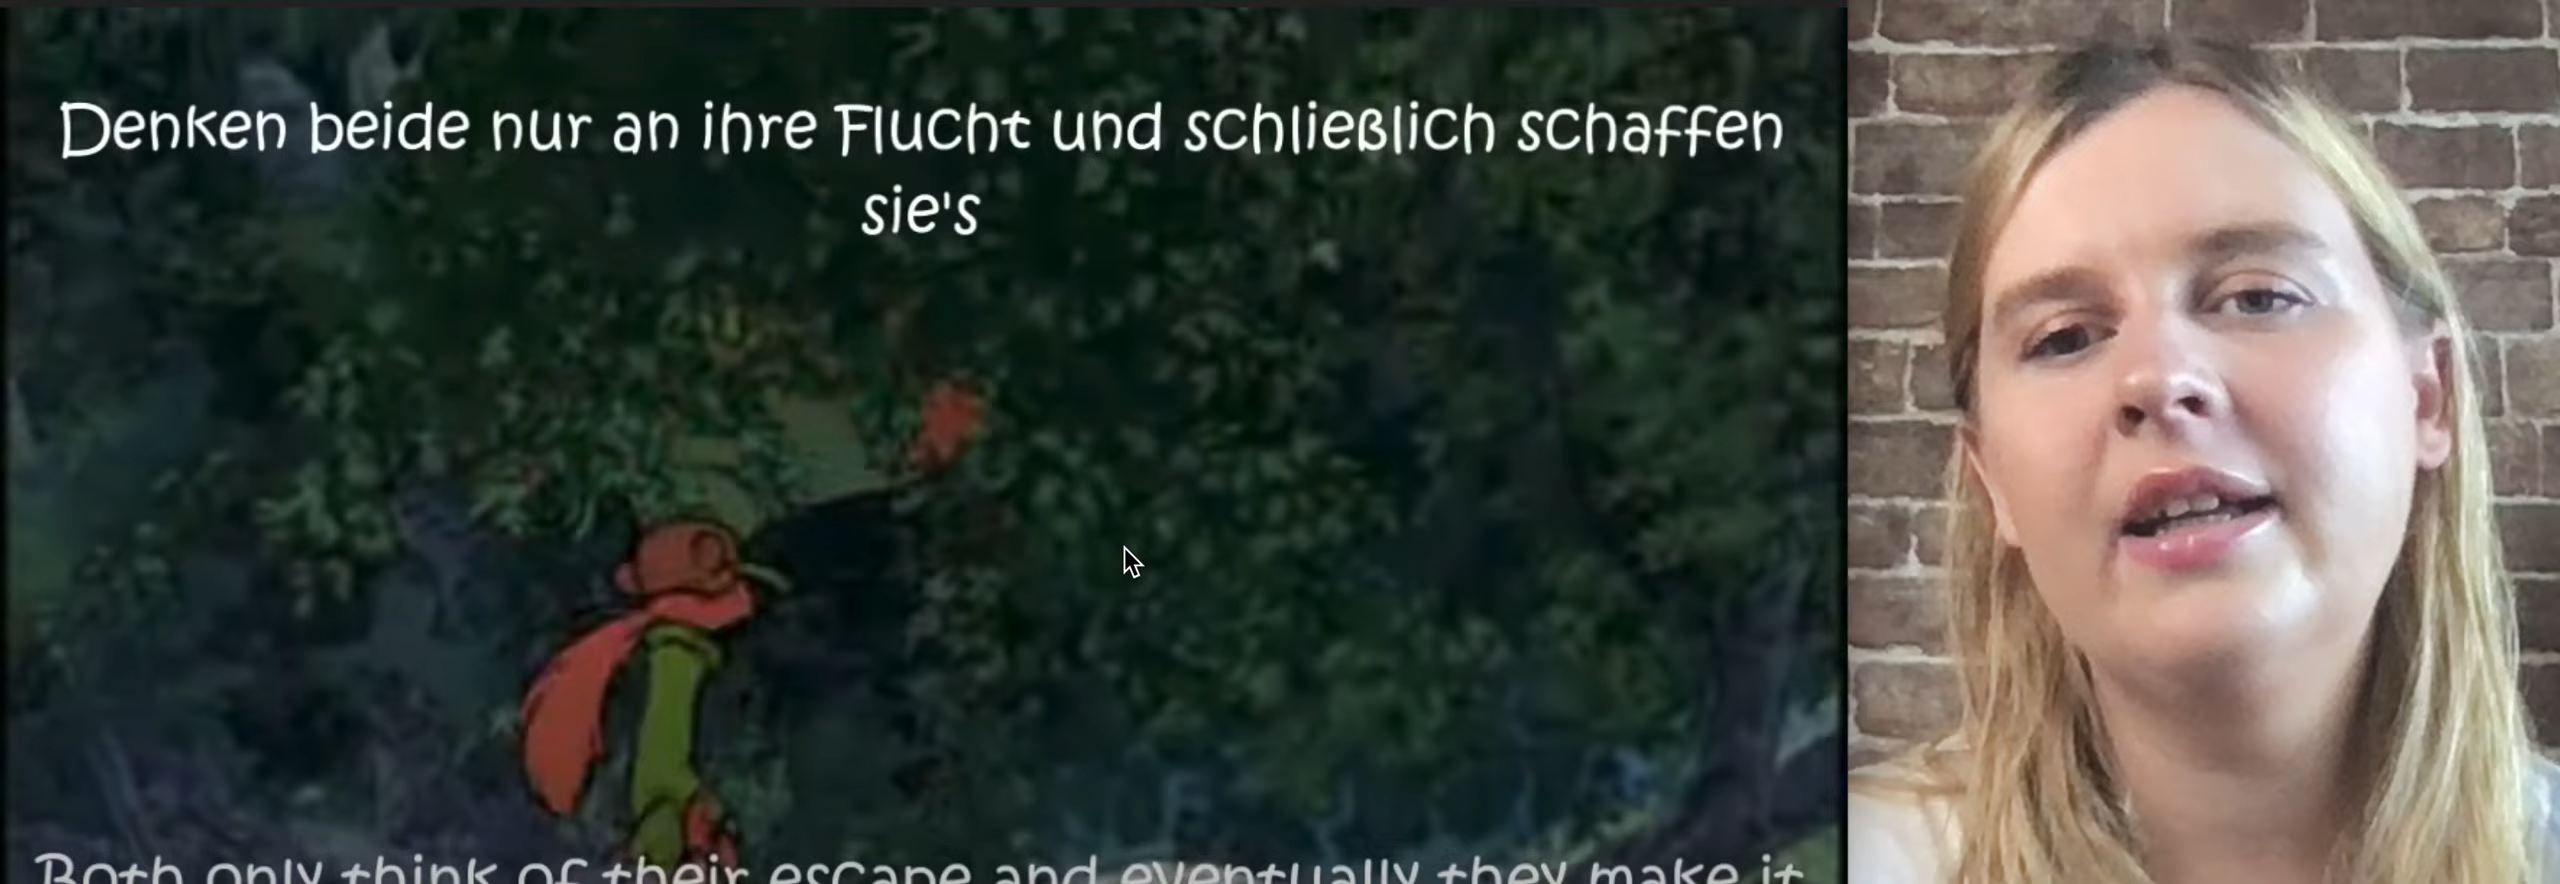 Denken beide nur an ihre Flucht und schließlich schaffen
sie's
Both only think of their escape and eventually they make it